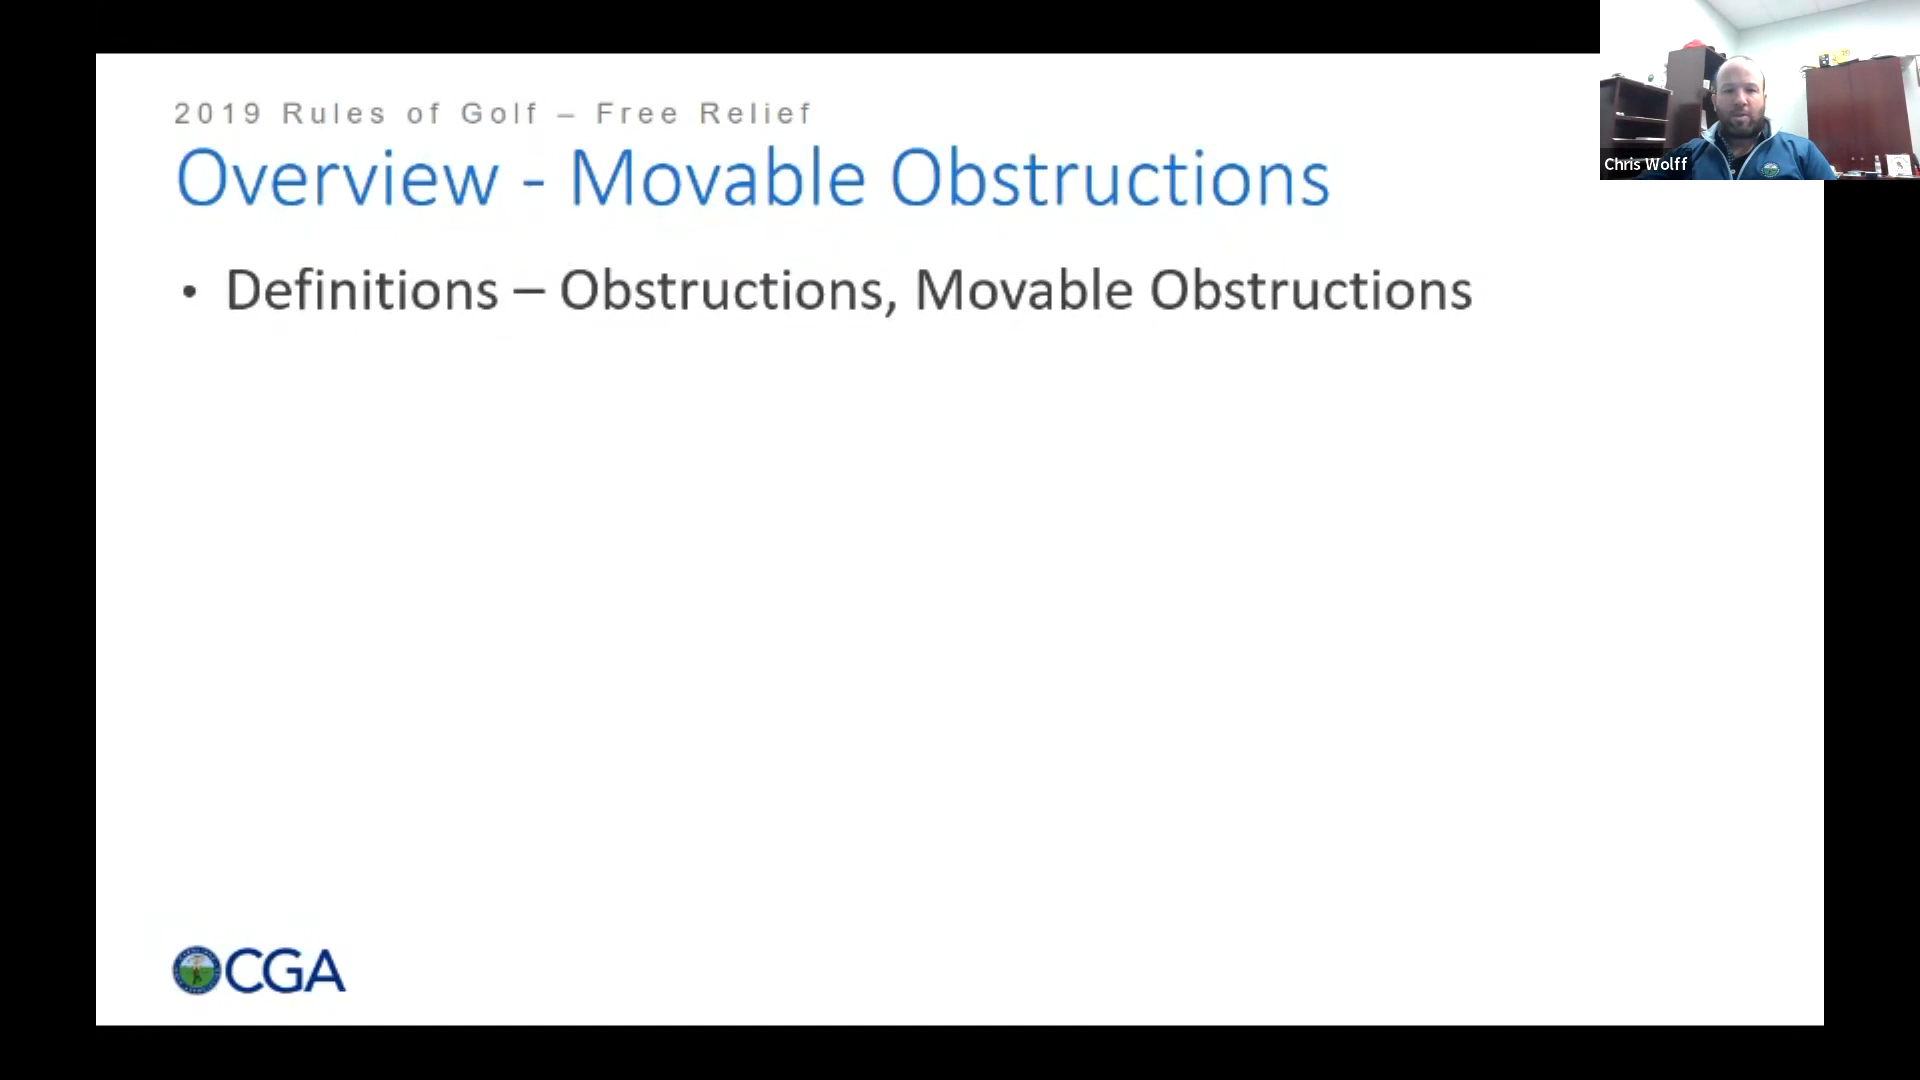 2019 Rules of Golf – Free Relief
Overview - Movable Obstructions
• Definitions – Obstructions, Movable Obstructions
Chris Wolff
CGA